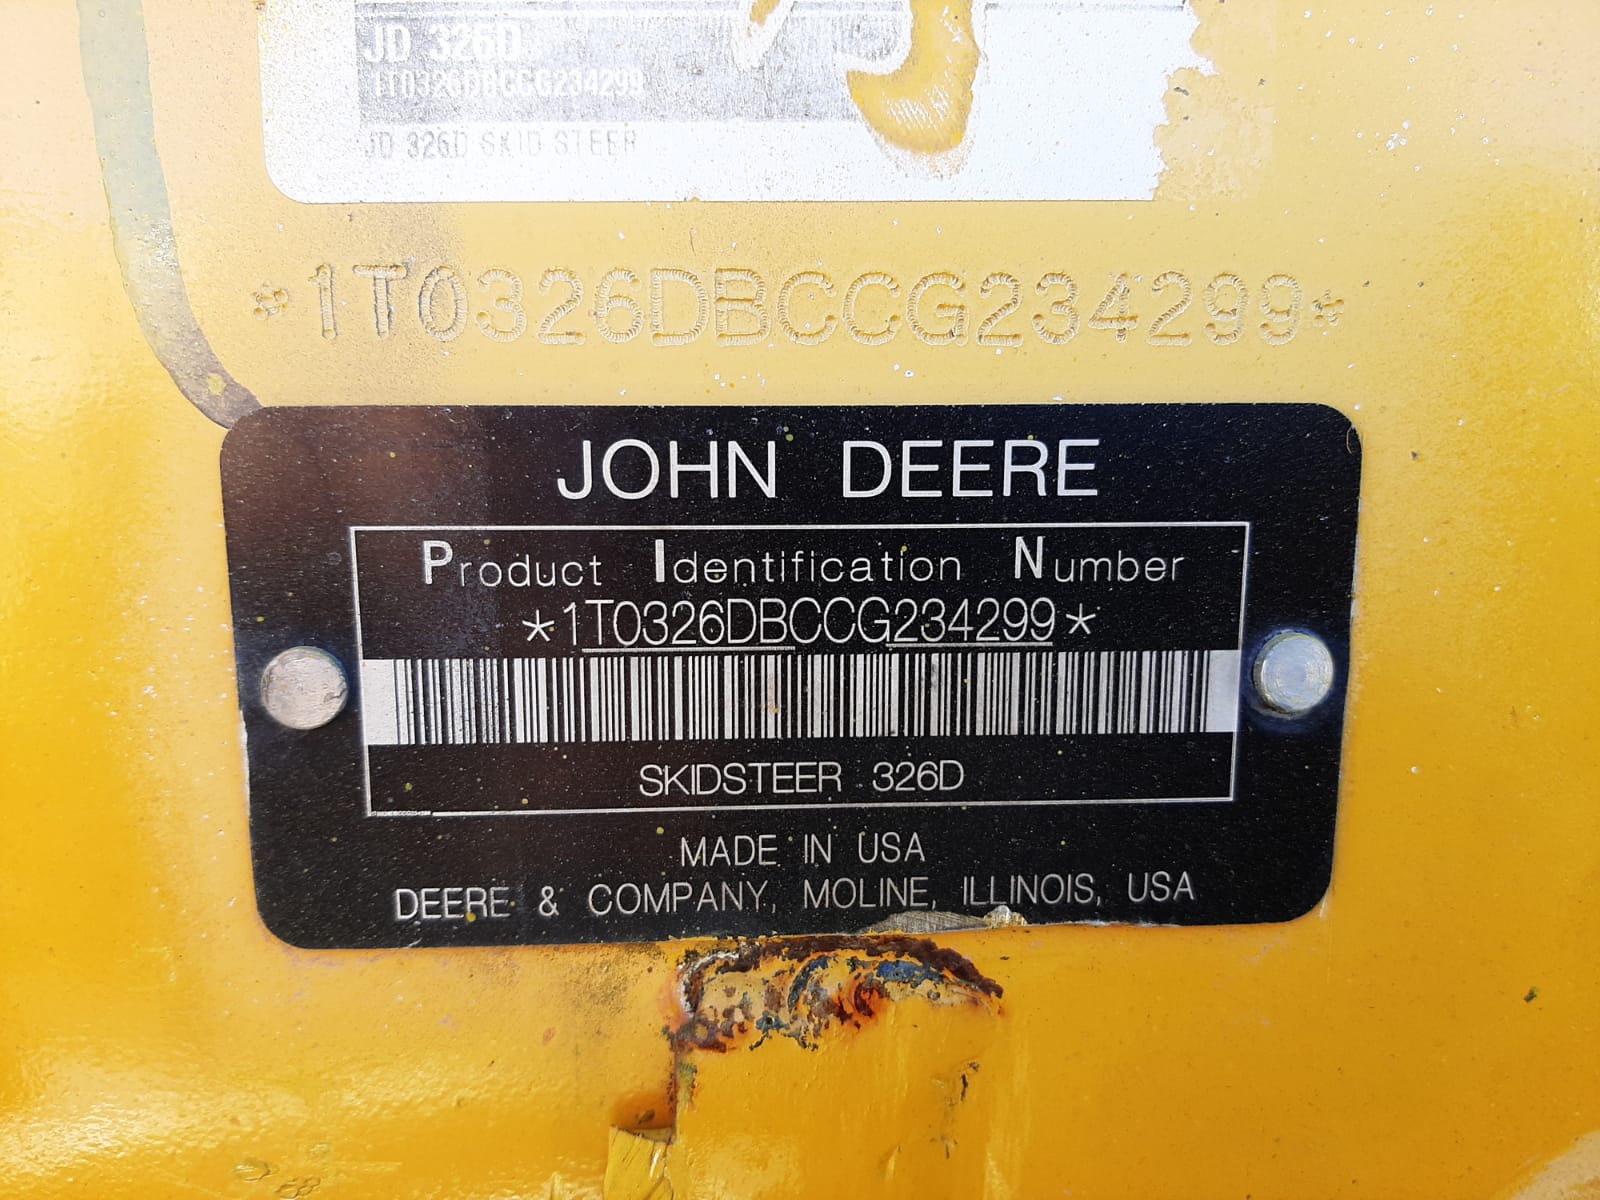 JD 326D
1T0326DBCCG234299
JD 326D SKID STEER
*1T0326DBCCG234299*
JOHN DEERE
Product Identification Number
*1T0326DBCCG234299*
SKIDSTEER 326D
MADE IN USA
DEERE & COMPANY, MOLINE, ILLINOIS, USA